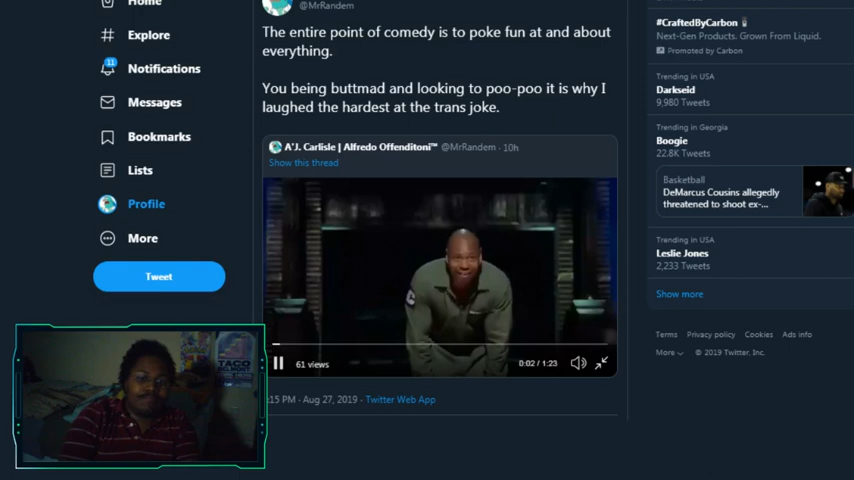 Home
Explore
11
Notifications
Messages
Bookmarks
Lists
Profile
More
Tweet
@MrRandem
The entire point of comedy is to poke fun at and about
everything.
You being buttmad and looking to poo-poo it is why I
laughed the hardest at the trans joke.
A'J. Carlisle | Alfredo Offenditoni™ @MrRandem · 10h
Show this thread
C
61 views
0:02 / 1:23
:15 PM · Aug 27, 2019 · Twitter Web App
#CraftedByCarbon
Next-Gen Products. Grown From Liquid.
Promoted by Carbon
Trending in USA
Darkseid
9,980 Tweets
Trending in Georgia
Boogie
22.8K Tweets
Basketball
DeMarcus Cousins allegedly
threatened to shoot ex-...
Trending in USA
Leslie Jones
2,233 Tweets
Show more
Terms Privacy policy Cookies Ads info
More © 2019 Twitter, Inc.
TACO